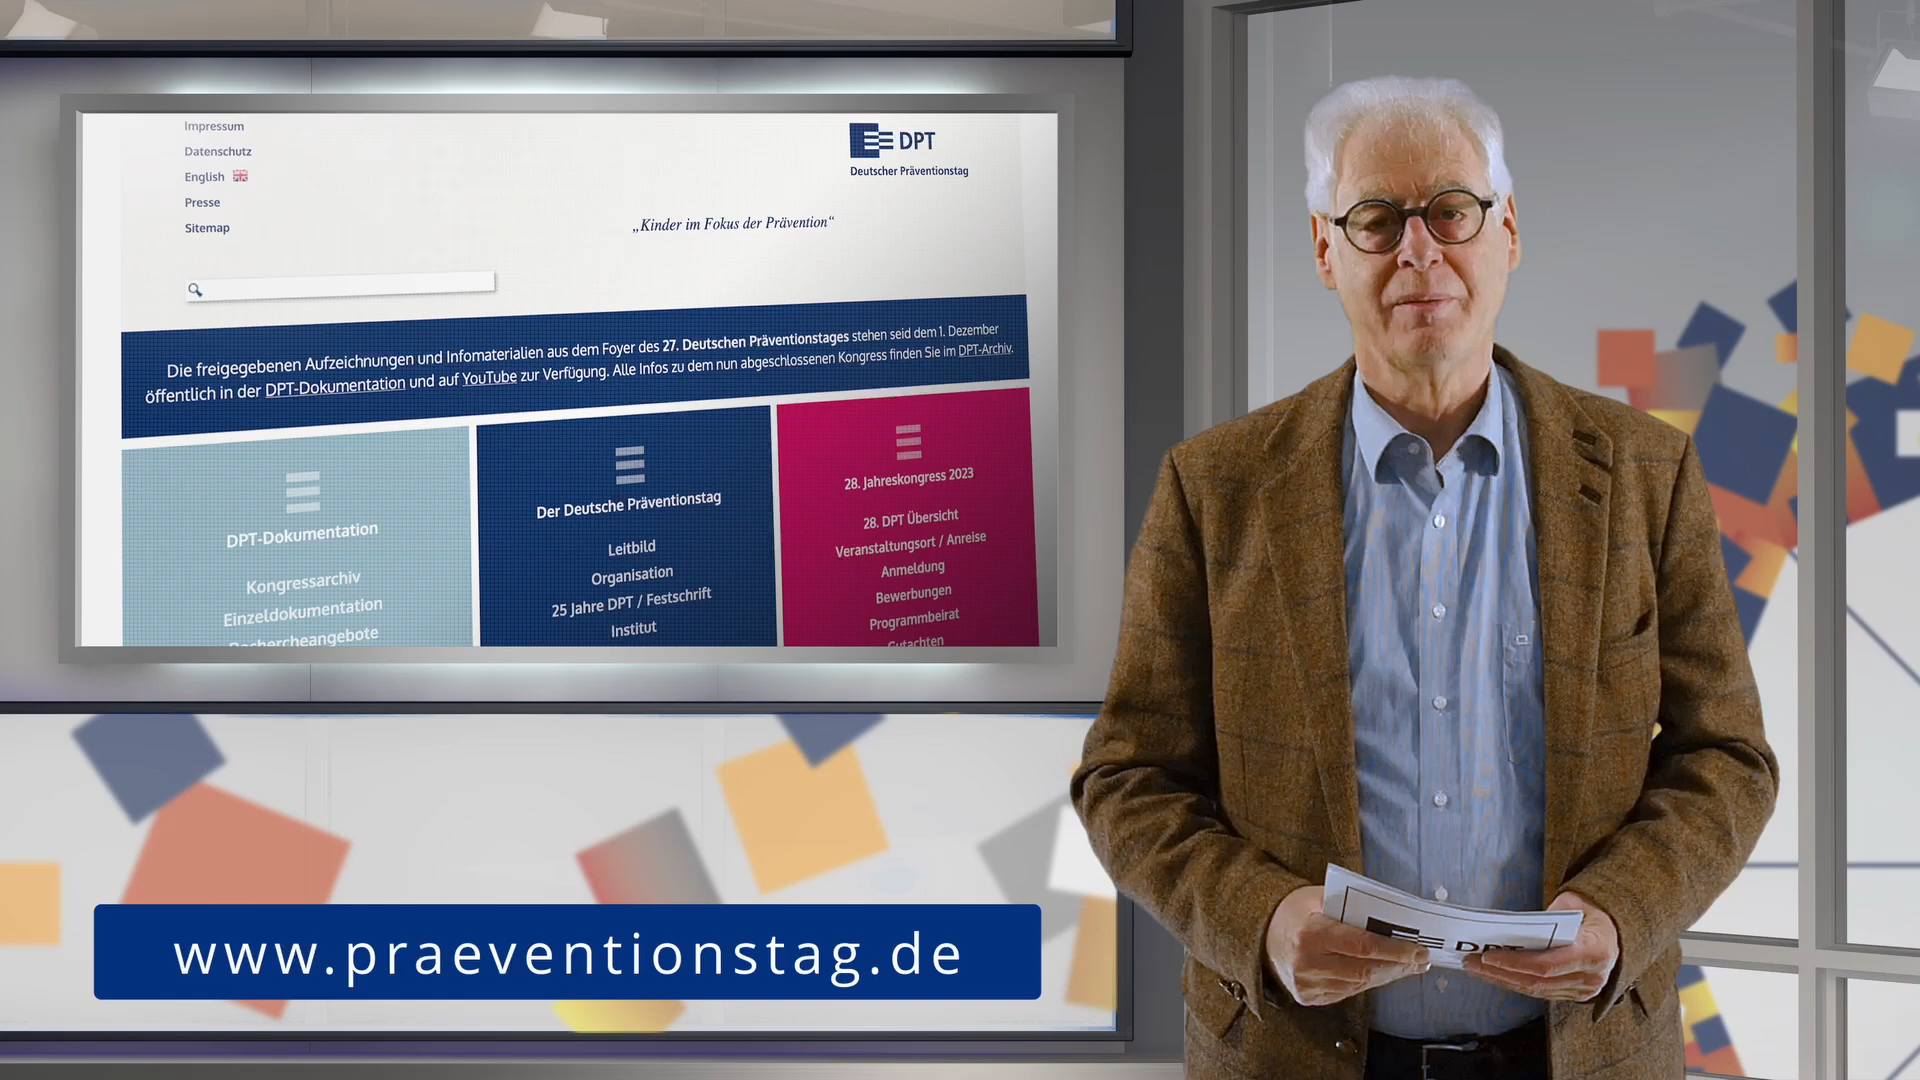 Impressum
Datenschutz
English
Presse
Sitemap
DPT
Deutscher Präventionstag
„Kinder im Fokus der Prävention“
Die freigegebenen Aufzeichnungen und Infomaterialien aus dem Foyer des 27. Deutschen Präventionstages stehen seid dem 1. Dezember
öffentlich in der DPT-Dokumentation und auf YouTube zur Verfügung. Alle Infos zu dem nun abgeschlossenen Kongress finden Sie im DPT-Archiv.
DPT-Dokumentation
Kongressarchiv
Einzeldokumentation
Rechercheangebote
Der Deutsche Präventionstag
Leitbild
Organisation
25 Jahre DPT / Festschrift
Institut
28. Jahreskongress 2023
28. DPT Übersicht
Veranstaltungsort / Anreise
Anmeldung
Bewerbungen
Programmbeirat
Gutachten
www.praeventionstag.de
DPT